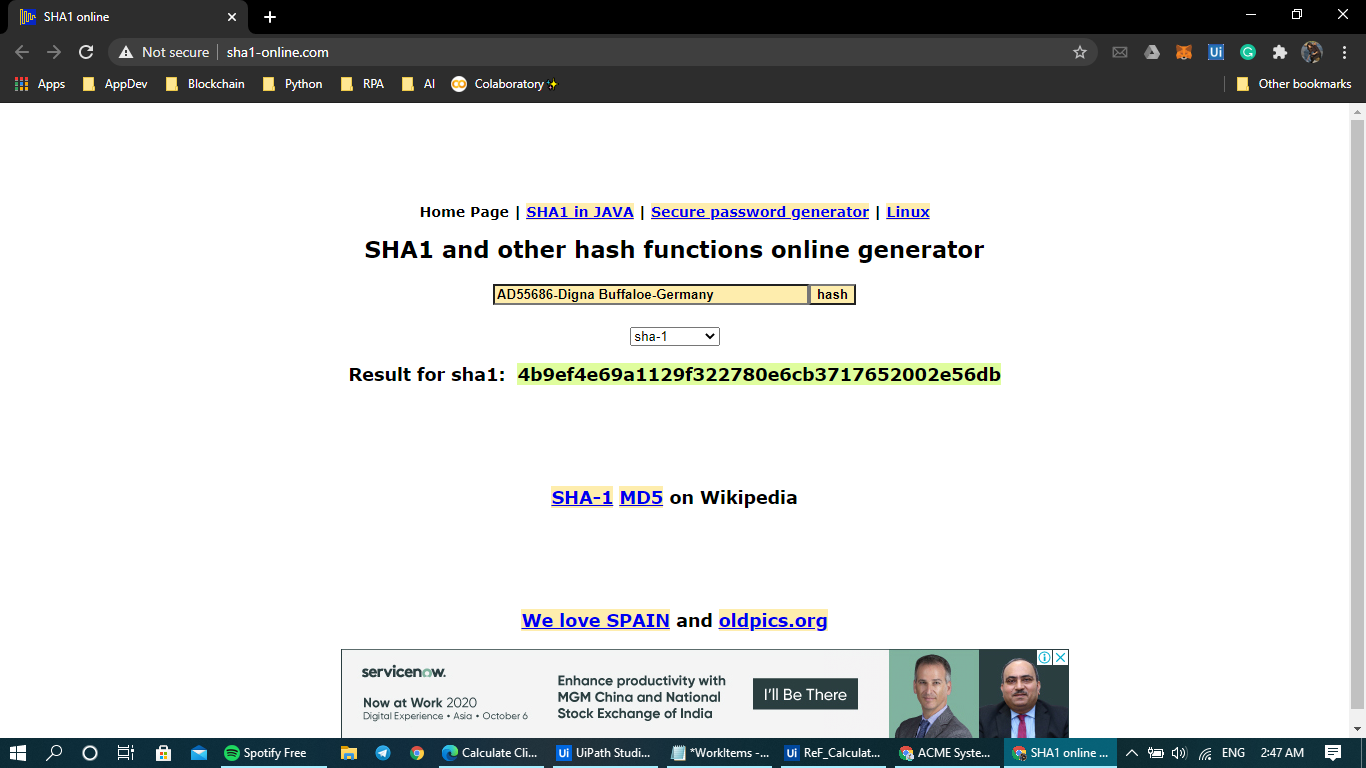 SHA1 online
Not secure | sha1-online.com
Apps AppDev Blockchain Python RPA AI Colaboratory✨ Other bookmarks
Home Page | SHA1 in JAVA | Secure password generator | Linux
SHA1 and other hash functions online generator
AD55686-Digna Buffaloe-Germany hash
sha-1
Result for sha1: 4b9ef4e69a1129f322780e6cb3717652002e56db
SHA-1 MD5 on Wikipedia
We love SPAIN and oldpics.org
servicenow.
Now at Work 2020
Digital Experience • Asia • October 6
Enhance productivity with
MGM China and National
Stock Exchange of India
I'll Be There
Spotify Free Calculate Cli... UiPath Studi... *WorkItems -... ReF_Calculat... ACME Syste... SHA1 online ... ENG 2:47 AM